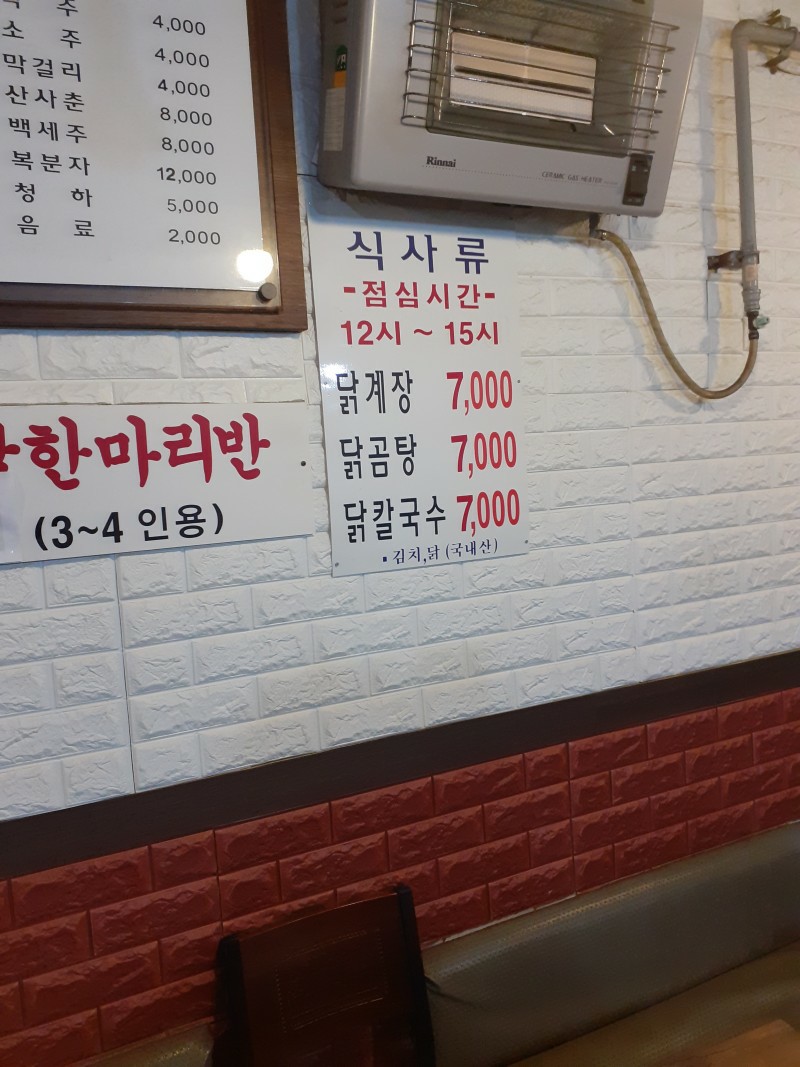 주 4,000
소 주 4,000
막걸리 4,000
산사춘 8,000
백세주 8,000
복분자 12,000
청 하 5,000
음 료 2,000
Rinnai
CERAMIC GAS HEATER
식사류
-점심시간-
12시 ~ 15시
닭계장 7,000
닭곰탕 7,000
닭칼국수 7,000
▪김치,닭 (국내산)
한마리반
(3~4 인용)